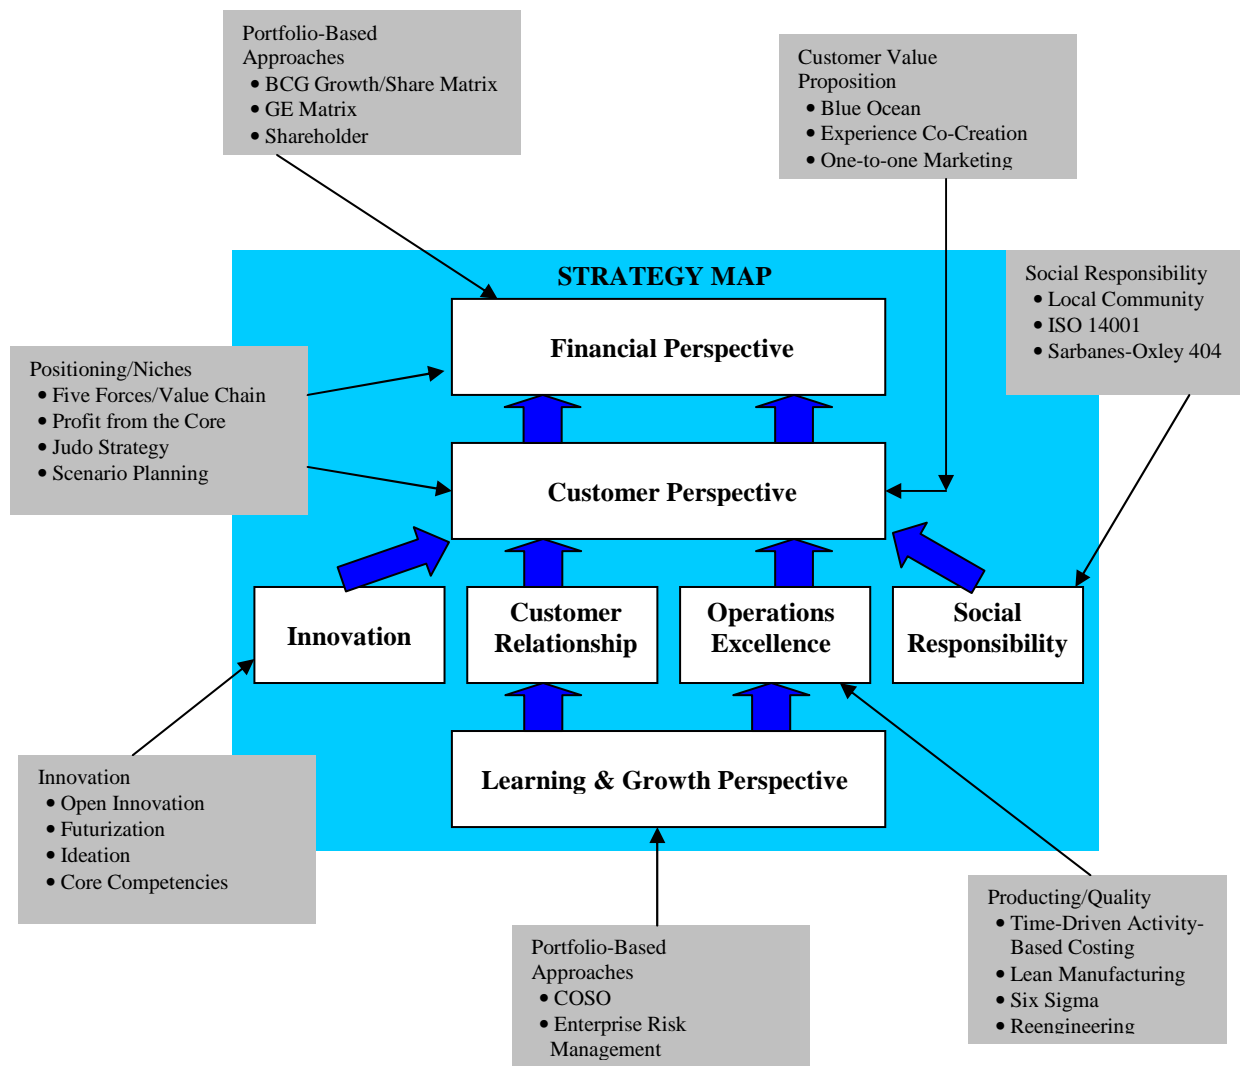 Portfolio-Based
Approaches
• BCG Growth/Share Matrix
• GE Matrix
• Shareholder
Customer Value
Proposition
• Blue Ocean
• Experience Co-Creation
• One-to-one Marketing
STRATEGY MAP
Social Responsibility
• Local Community
• ISO 14001
• Sarbanes-Oxley 404
Financial Perspective
Positioning/Niches
• Five Forces/Value Chain
• Profit from the Core
• Judo Strategy
• Scenario Planning
Customer Perspective
Innovation
Customer
Relationship
Operations
Excellence
Social
Responsibility
Learning & Growth Perspective
Innovation
• Open Innovation
• Futurization
• Ideation
• Core Competencies
Portfolio-Based
Approaches
• COSO
• Enterprise Risk
Management
Producting/Quality
• Time-Driven Activity-
Based Costing
• Lean Manufacturing
• Six Sigma
• Reengineering